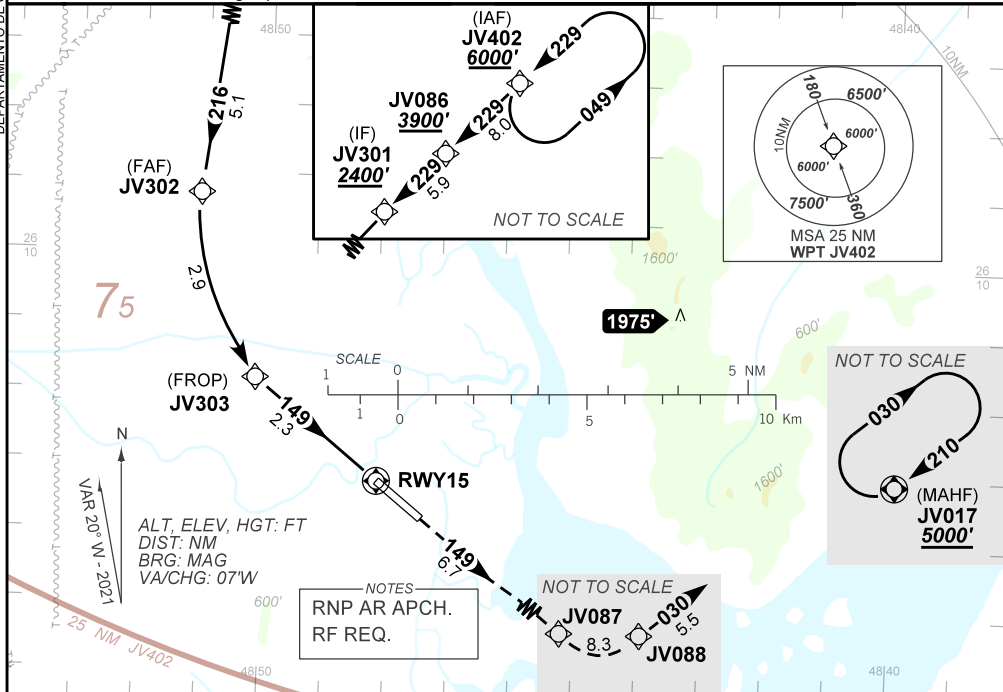 48/50
48/40
10NM
216
5.1
(FAF)
JV302
2.9
(FROP)
JV303
149
2.3
RWY15
149
6.7
(IAF)
JV402
6000'
229
049
JV086
3900'
229
8.0
(IF)
JV301
2400'
229
5.9
NOT TO SCALE
180
6500'
10NM
6000'
6000'
7500'
360
MSA 25 NM
WPT JV402
26
10
26
10
75
1600'
1975'
600'
1600'
SCALE
1 0 5 NM
1 0 5 10 Km
NOT TO SCALE
030
210
(MAHF)
JV017
5000'
N
VAR 20° W - 2021
ALT, ELEV, HGT: FT
DIST: NM
BRG: MAG
VA/CHG: 07'W
600'
25 NM JV402
NOTES
RNP AR APCH.
RF REQ.
NOT TO SCALE
JV087
8.3
JV088
030
5.5
48/50
48/40